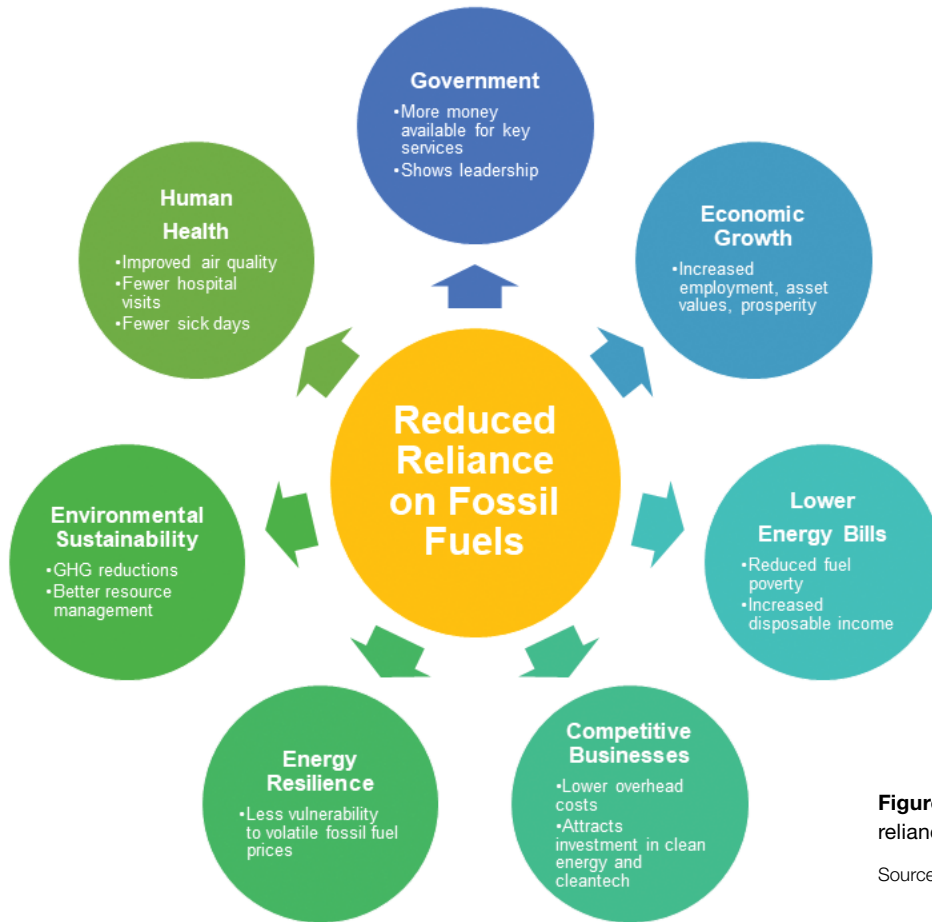 Government
•More money
available for key
services
•Shows leadership
Economic
Growth
•Increased
employment, asset
values, prosperity
Lower
Energy Bills
•Reduced fuel
poverty
•Increased
disposable income
Competitive
Businesses
•Lower overhead
costs
•Attracts
investment in clean
energy and
cleantech
Energy
Resilience
•Less vulnerability
to volatile fossil fuel
prices
Environmental
Sustainability
•GHG reductions
•Better resource
management
Human
Health
•Improved air quality
•Fewer hospital
visits
•Fewer sick days
Reduced
Reliance
on Fossil
Fuels
Figure
Source